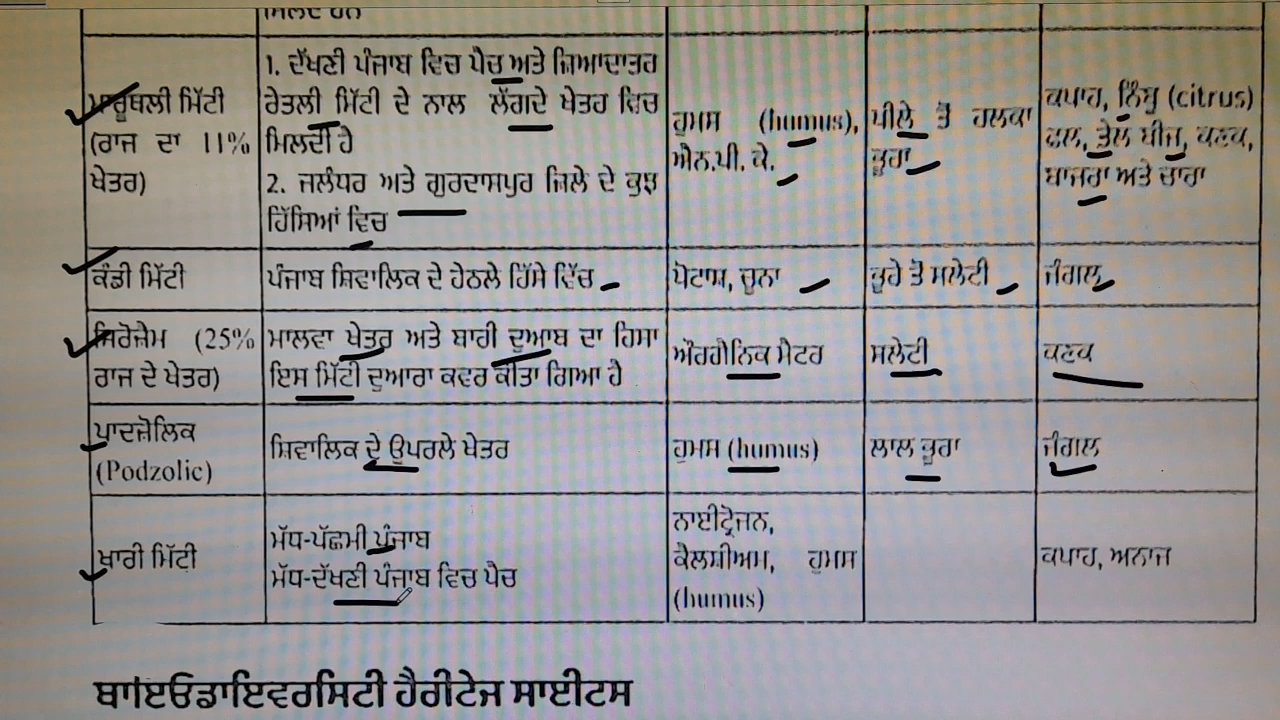 ਮਾਰੂਥਲੀ ਮਿੱਟੀ
(ਰਾਜ ਦਾ 11%
ਖੇਤਰ)
1. ਦੱਖਣੀ ਪੰਜਾਬ ਵਿਚ ਪੈਚ ਅਤੇ ਜ਼ਿਆਦਾਤਰ
ਰੇਤਲੀ ਮਿੱਟੀ ਦੇ ਨਾਲ ਲੱਗਦੇ ਖੇਤਰ ਵਿਚ
ਮਿਲਦੀ ਹੈ
2. ਜਲੰਧਰ ਅਤੇ ਗੁਰਦਾਸਪੁਰ ਜ਼ਿਲੇ ਦੇ ਕੁਝ
ਹਿੱਸਿਆਂ ਵਿਚ
ਹੁਮਸ (humus),
ਐਨ.ਪੀ. ਕੇ.
ਪੀਲੇ ਤੋਂ ਹਲਕਾ
ਭੂਰਾ
ਕਪਾਹ, ਨਿੰਬੂ (citrus)
ਫਲ, ਤੇਲ ਬੀਜ, ਕਣਕ,
ਬਾਜਰਾ ਅਤੇ ਚਾਰਾ
ਕੰਡੀ ਮਿੱਟੀ
ਪੰਜਾਬ ਸ਼ਿਵਾਲਿਕ ਦੇ ਹੇਠਲੇ ਹਿੱਸੇ ਵਿੱਚ
ਪੋਟਾਸ਼, ਚੂਨਾ
ਭੂਹੇ ਤੋਂ ਸਲੇਟੀ
ਜੰਗਲ
ਸਿਰੋਜ਼ੈਮ (25%
ਰਾਜ ਦੇ ਖੇਤਰ)
ਮਾਲਵਾ ਖੇਤਰ ਅਤੇ ਬਾਰੀ ਦੁਆਬ ਦਾ ਹਿਸਾ
ਇਸ ਮਿੱਟੀ ਦੁਆਰਾ ਕਵਰ ਕੀਤਾ ਗਿਆ ਹੈ
ਔਰਗੈਨਿਕ ਮੈਟਰ
ਸਲੇਟੀ
ਕਣਕ
ਪਾਦਜ਼ੋਲਿਕ
(Podzolic)
ਸ਼ਿਵਾਲਿਕ ਦੇ ਉਪਰਲੇ ਖੇਤਰ
ਹੁਮਸ (humus)
ਲਾਲ ਭੂਰਾ
ਜੰਗਲ
ਖਾਰੀ ਮਿੱਟੀ
ਮੱਧ-ਪੱਛਮੀ ਪੰਜਾਬ
ਮੱਧ-ਦੱਖਣੀ ਪੰਜਾਬ ਵਿਚ ਪੈਚ
ਨਾਈਟ੍ਰੋਜਨ,
ਕੈਲਸ਼ੀਅਮ, ਹੁਮਸ
(humus)
ਕਪਾਹ, ਅਨਾਜ
ਬਾਇਓਡਾਇਵਰਸਿਟੀ ਹੈਰੀਟੇਜ ਸਾਈਟਸ